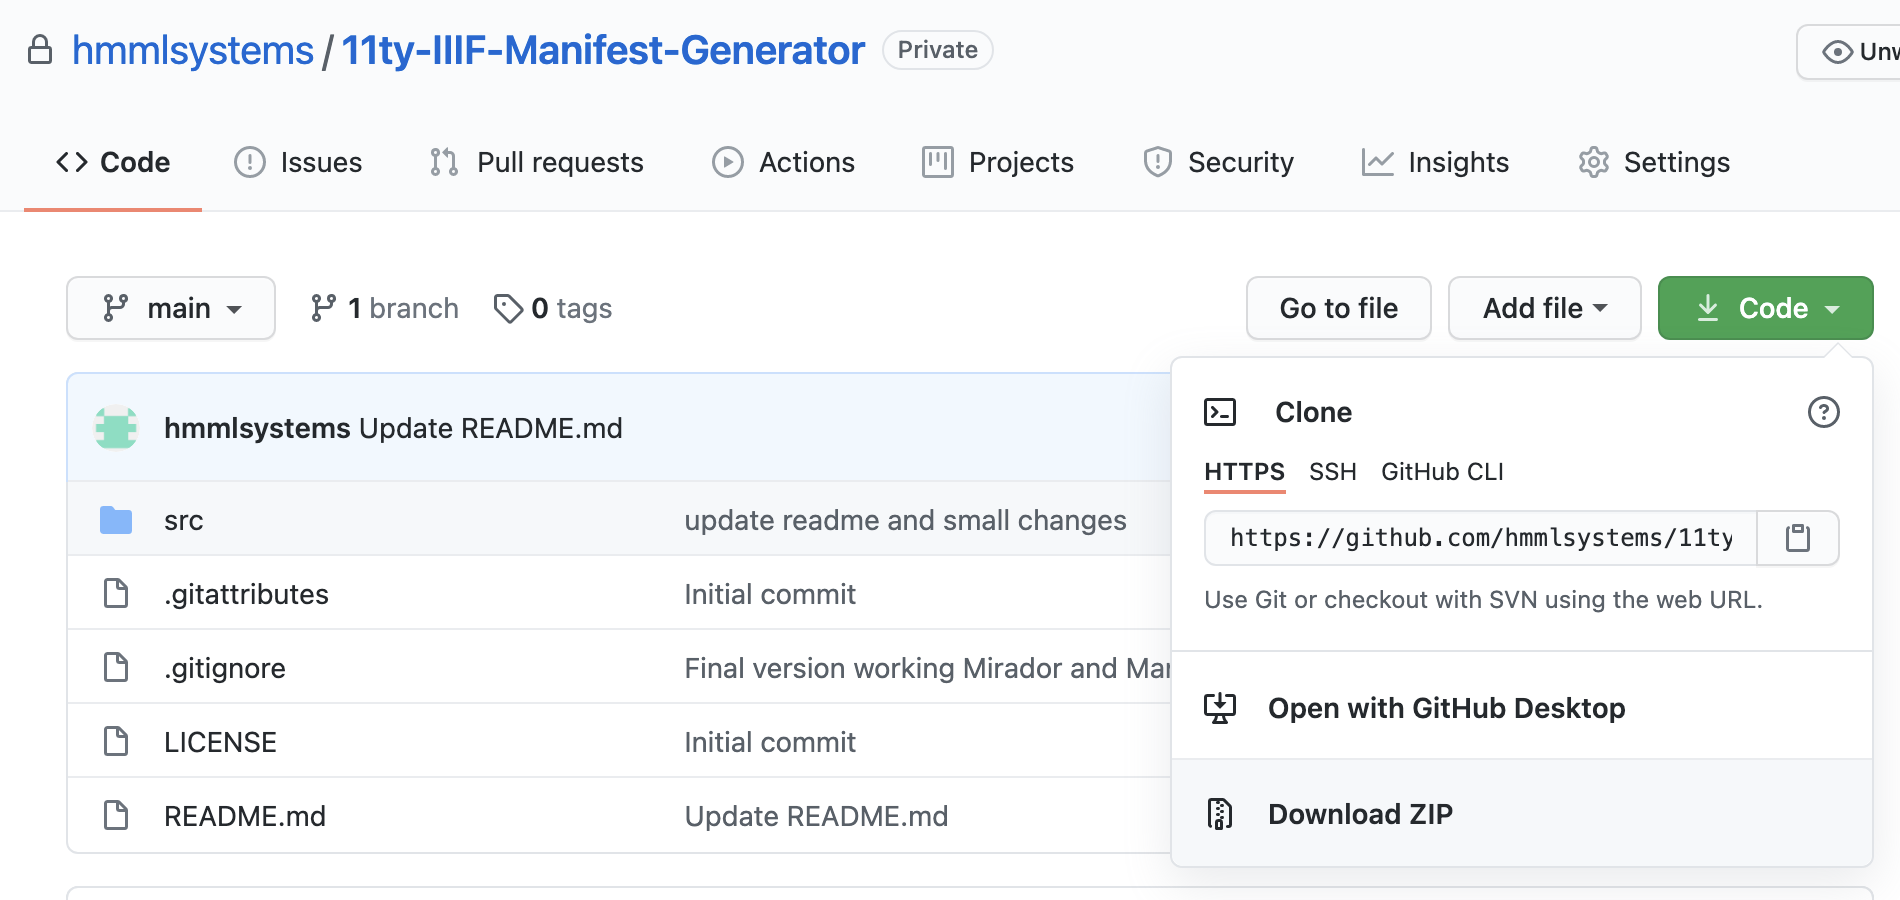 hmmlsystems / 11ty-IIIF-Manifest-Generator Private
Code Issues Pull requests Actions Projects Security Insights Settings
main 1 branch 0 tags Go to file Add file Code
hmmlsystems Update README.md
src update readme and small changes
.gitattributes Initial commit
.gitignore Final version working Mirador and
LICENSE Initial commit
README.md Update README.md
Clone
HTTPS SSH GitHub CLI
https://github.com/hmmlsystems/11ty
Use Git or checkout with SVN using the web URL.
Open with GitHub Desktop
Download ZIP